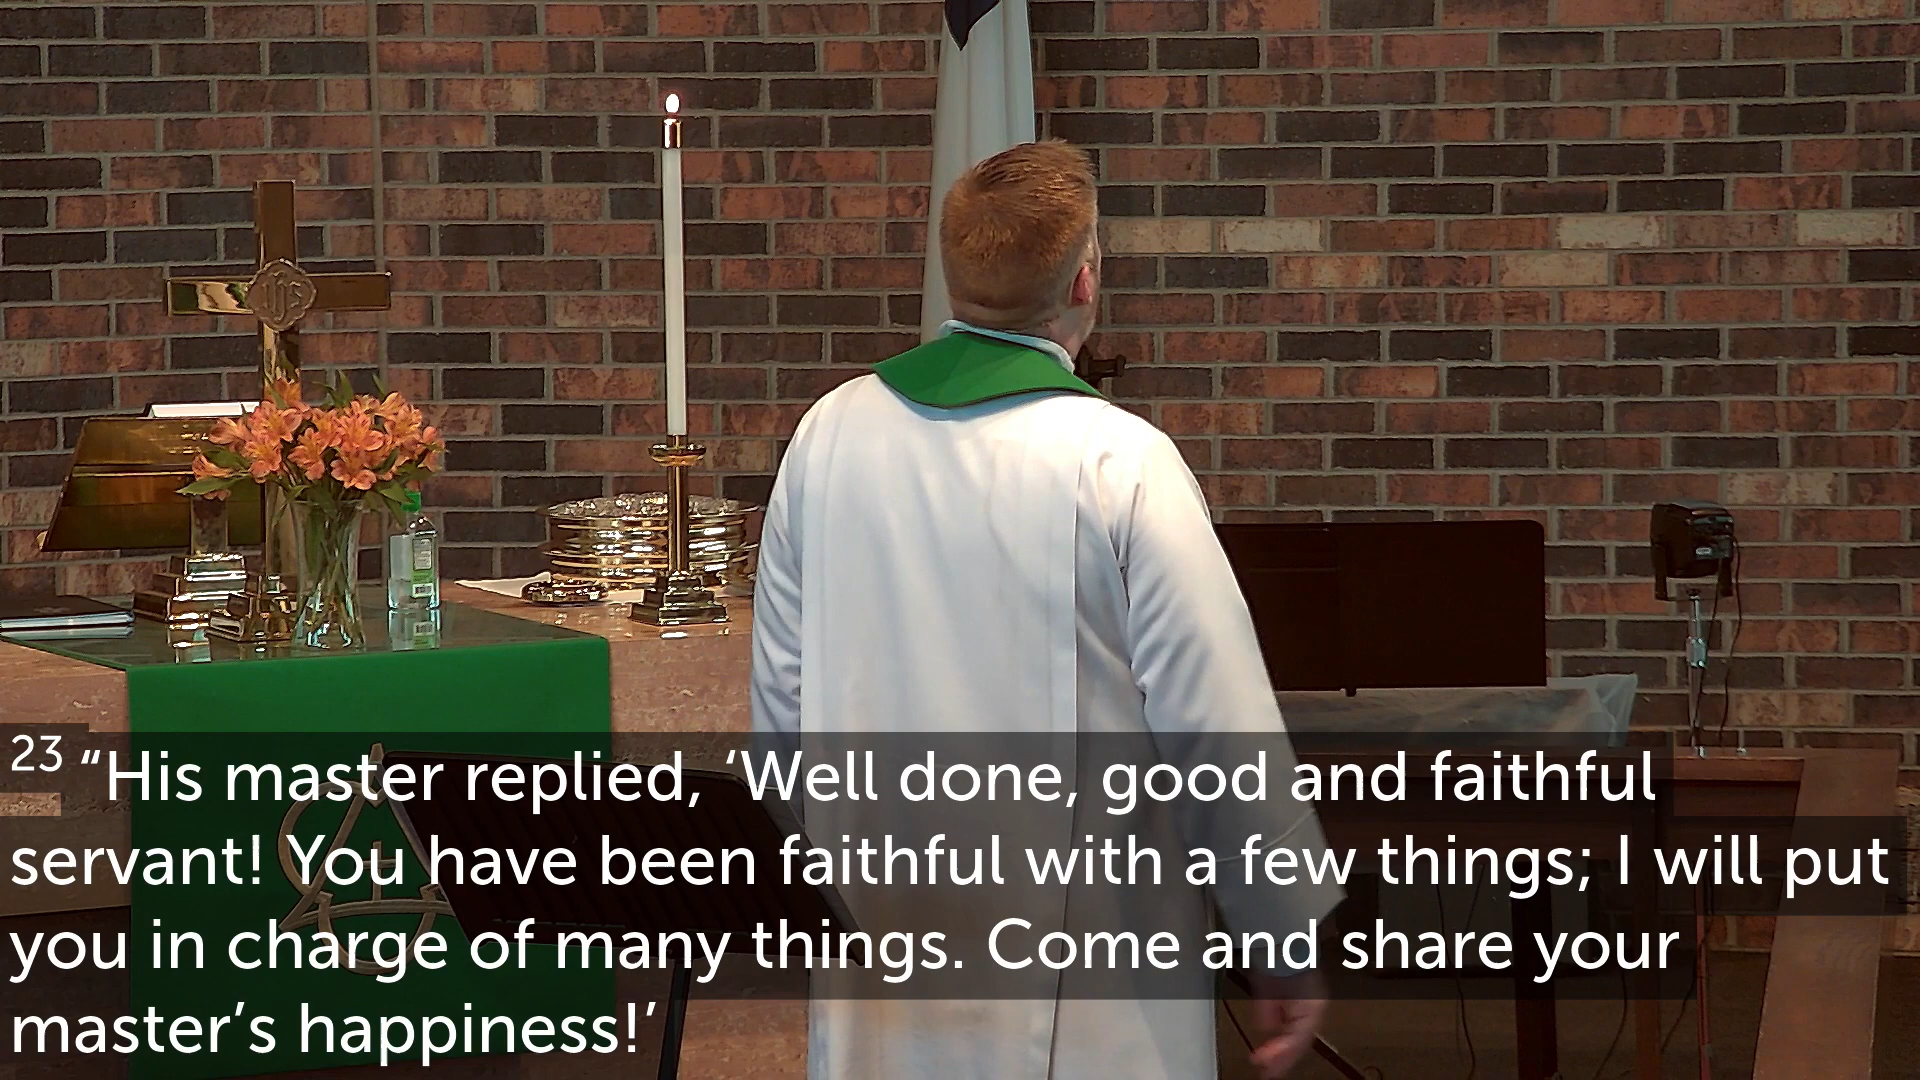 IHS
23 “His master replied, ‘Well done, good and faithful
servant! You have been faithful with a few things; I will put
you in charge of many things. Come and share your
master’s happiness!’